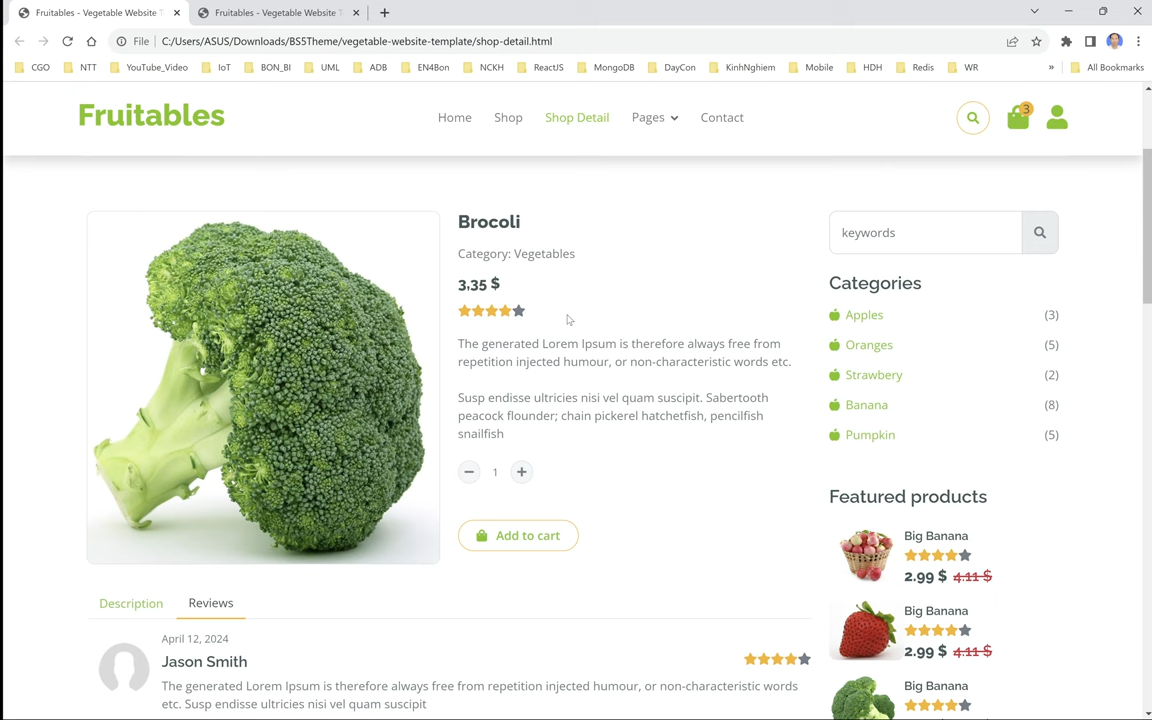 Fruitables - Vegetable Website T
Fruitables - Vegetable Website T
File
C:/Users/ASUS/Downloads/BS5Theme/vegetable-website-template/shop-detail.html
CGO
NTT
YouTube_Video
IoT
BON_BI
UML
ADB
EN4Bon
NCKH
ReactJS
MongoDB
DayCon
KinhNghiem
Mobile
HDH
Redis
WR
»
All Bookmarks
Fruitables
Home
Shop
Shop Detail
Pages
Contact
3
Brocoli
Category: Vegetables
3,35 $
The generated Lorem Ipsum is therefore always free from
repetition injected humour, or non-characteristic words etc.
Susp endisse ultricies nisi vel quam suscipit. Sabertooth
peacock flounder; chain pickerel hatchetfish, pencilfish
snailfish
1
Add to cart
keywords
Categories
Apples (3)
Oranges (5)
Strawbery (2)
Banana (8)
Pumpkin (5)
Featured products
Big Banana
2.99 $ 4.11 $
Big Banana
2.99 $ 4.11 $
Big Banana
Description
Reviews
April 12, 2024
Jason Smith
The generated Lorem Ipsum is therefore always free from repetition injected humour, or non-characteristic words
etc. Susp endisse ultricies nisi vel quam suscipit